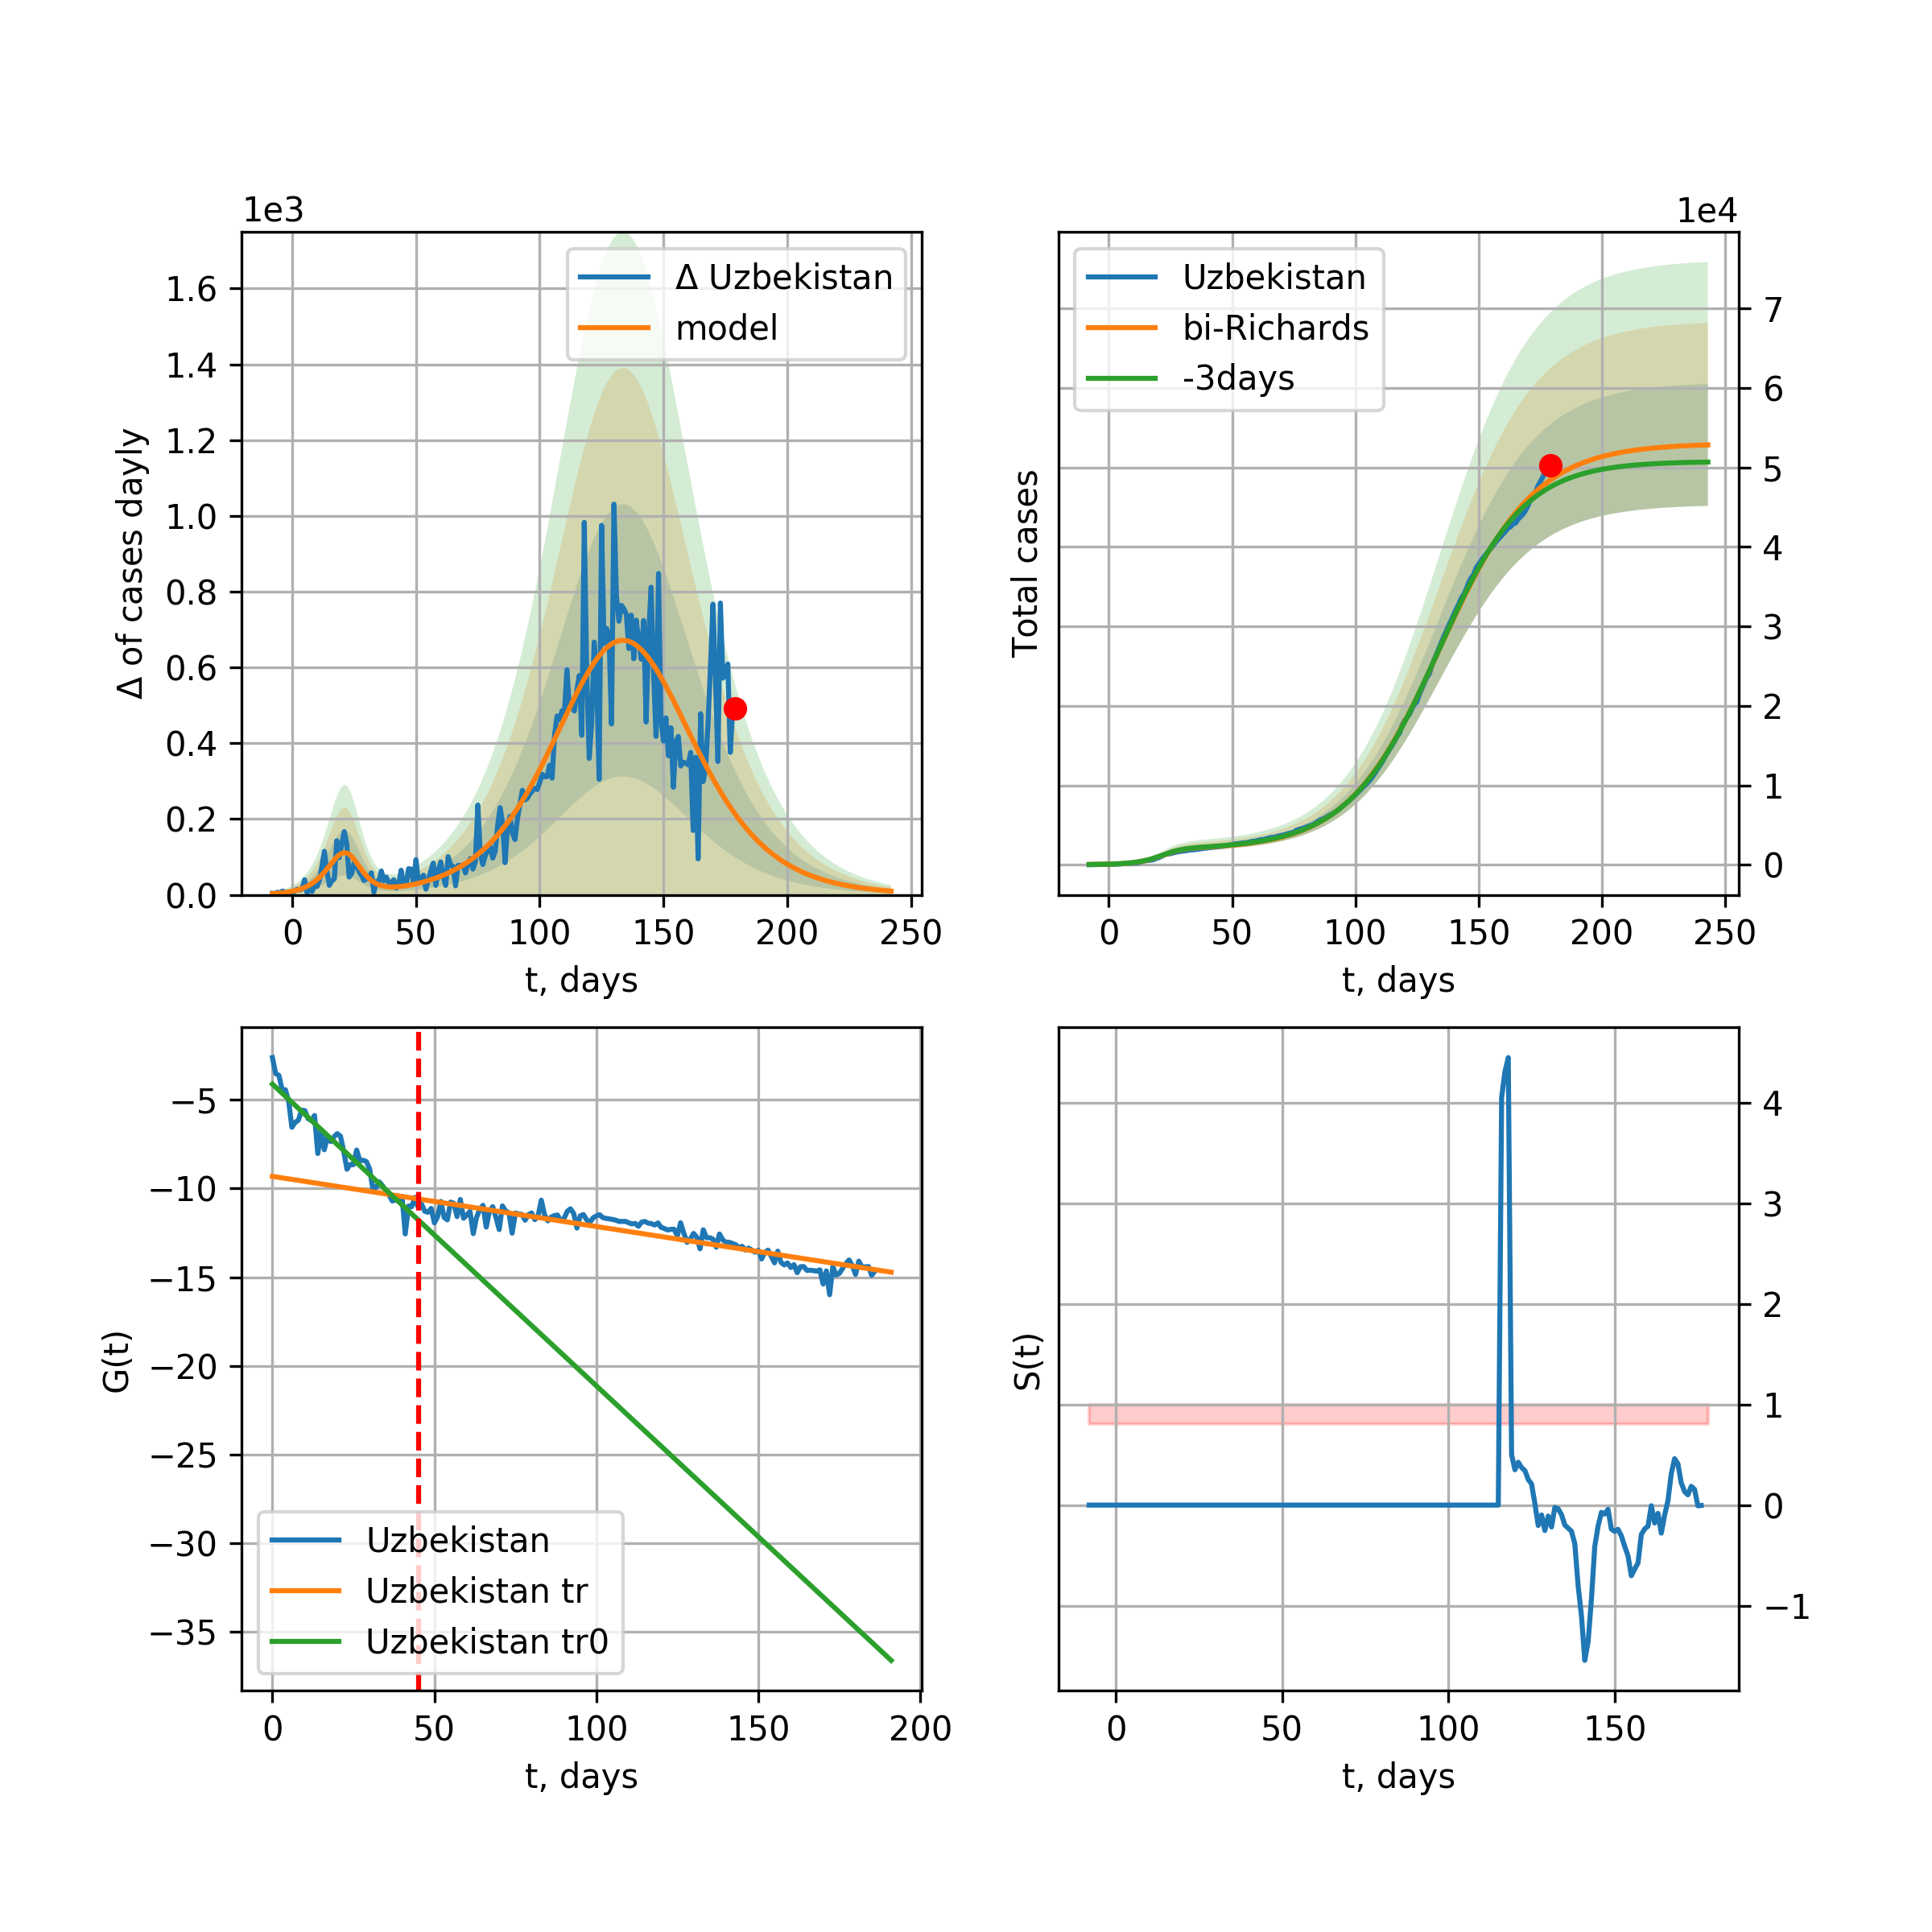 1e3
Δ of cases dayly
1.6
1.4
1.2
1.0
0.8
0.6
0.4
0.2
0.0
0 50 100 150 200 250
t, days
Δ Uzbekistan
model
1e4
Total cases
7
6
5
4
3
2
1
0
0 50 100 150 200 250
t, days
Uzbekistan
bi-Richards
-3days
G(t)
−5
−10
−15
−20
−25
−30
−35
0 50 100 150 200
t, days
Uzbekistan
Uzbekistan tr
Uzbekistan tr0
S(t)
4
3
2
1
0
−1
0 50 100 150
t, days